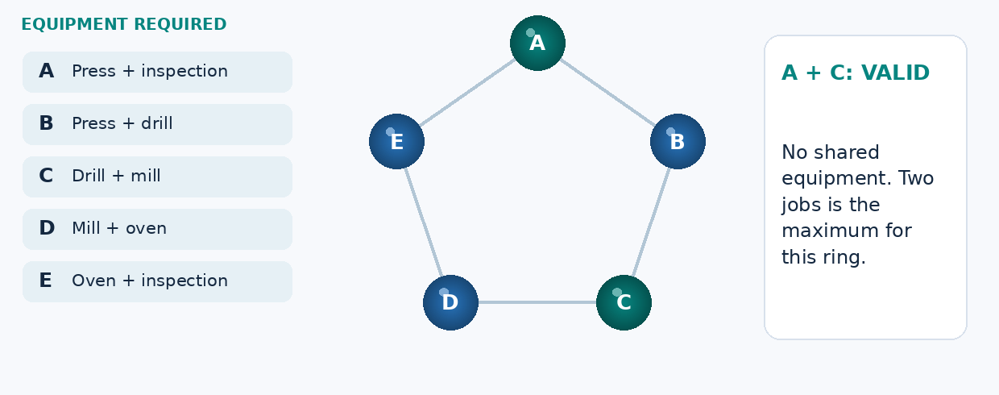 EQUIPMENT REQUIRED
A Press + inspection
B Press + drill
C Drill + mill
D Mill + oven
E Oven + inspection
A
E
B
D
C
A + C: VALID
No shared
equipment. Two
jobs is the
maximum for
this ring.